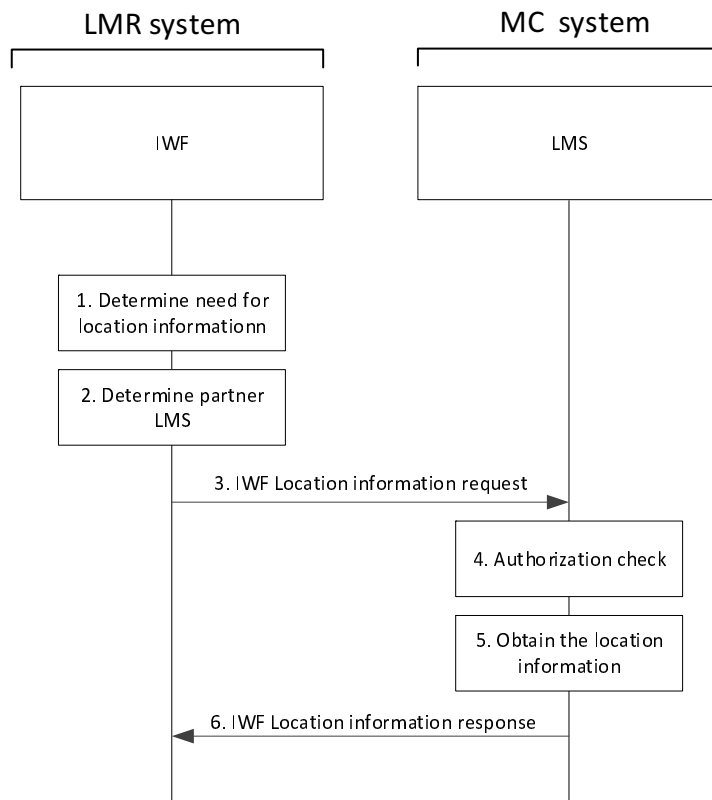 LMR system
MC system
IWF
LMS
1. Determine need for
location informationn
2. Determine partner
LMS
3. IWF Location information request
4. Authorization check
5. Obtain the location
information
6. IWF Location information response